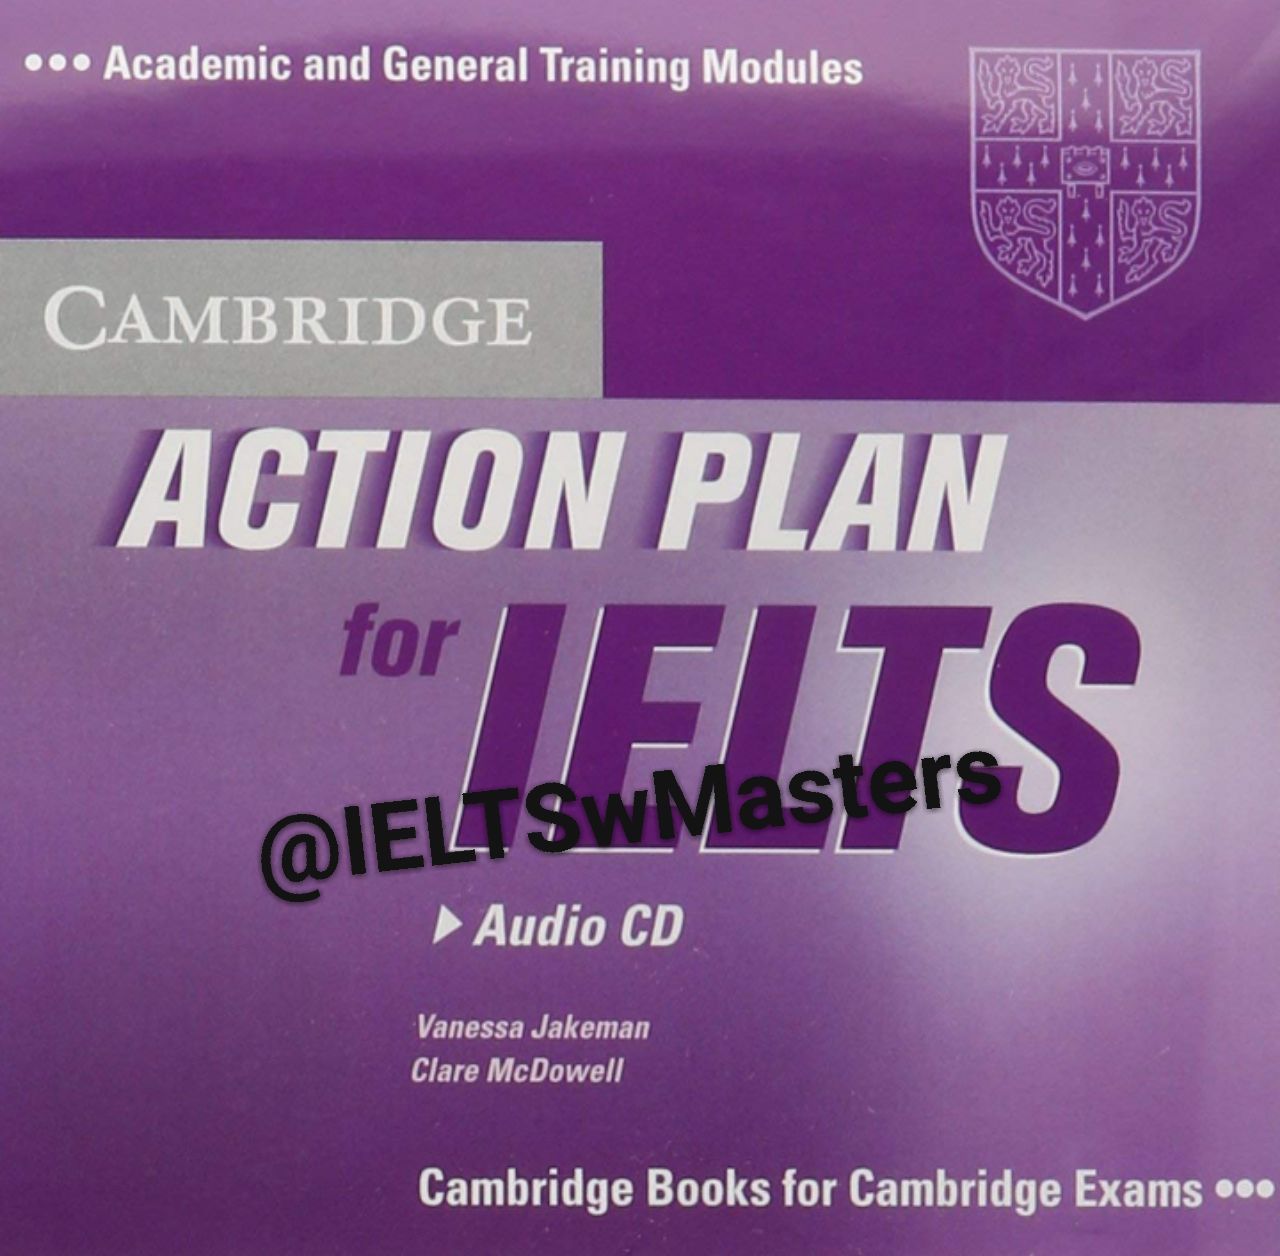 ••• Academic and General Training Modules
CAMBRIDGE
ACTION PLAN
for IELTS
@IELTSwMasters
Audio CD
Vanessa Jakeman
Clare McDowell
Cambridge Books for Cambridge Exams •••